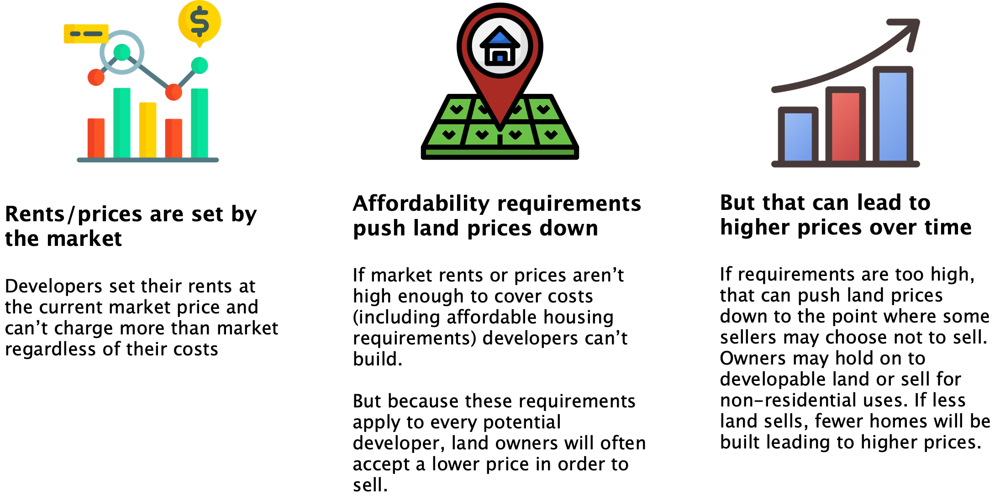 $
Rents/prices are set by
the market
Developers set their rents at
the current market price and
can’t charge more than market
regardless of their costs
Affordability requirements
push land prices down
If market rents or prices aren’t
high enough to cover costs
(including affordable housing
requirements) developers can’t
build.
But because these requirements
apply to every potential
developer, land owners will often
accept a lower price in order to
sell.
But that can lead to
higher prices over time
If requirements are too high,
that can push land prices
down to the point where some
sellers may choose not to sell.
Owners may hold on to
developable land or sell for
non-residential uses. If less
land sells, fewer homes will be
built leading to higher prices.